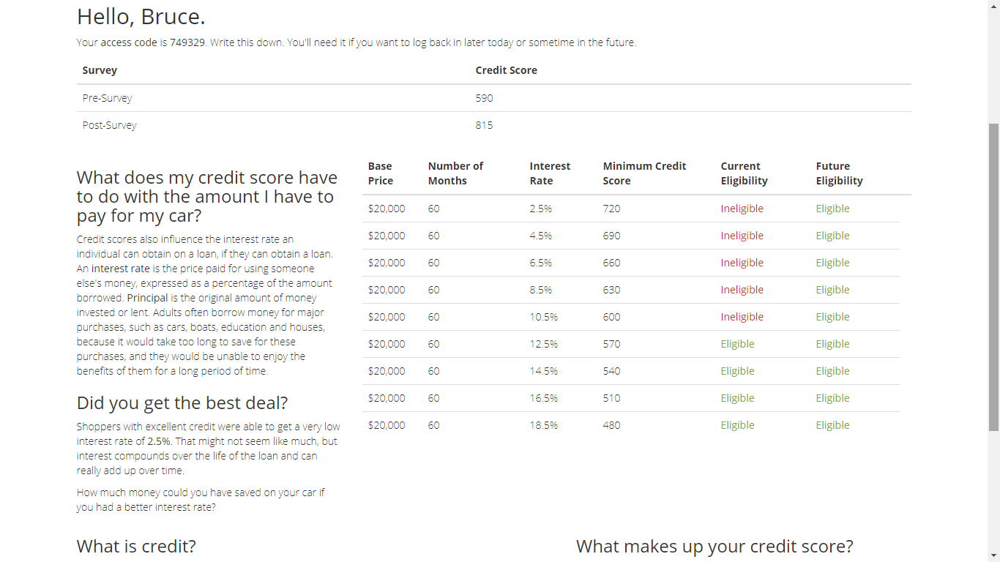 Hello, Bruce.
Your access code is 749329. Write this down. You'll need it if you want to log back in later today or sometime in the future.
Survey Credit Score
Pre-Survey 590
Post-Survey 815
What does my credit score have
to do with the amount I have to
pay for my car?
Credit scores also influence the interest rate an
individual can obtain on a loan, if they can obtain a loan.
An interest rate is the price paid for using someone
else's money, expressed as a percentage of the amount
borrowed. Principal is the original amount of money
invested or lent. Adults often borrow money for major
purchases, such as cars, boats, education and houses,
because it would take too long to save for these
purchases, and they would be unable to enjoy the
benefits of them for a long period of time.
Did you get the best deal?
Shoppers with excellent credit were able to get a very low
interest rate of 2.5%. That might not seem like much, but
interest compounds over the life of the loan and can
really add up over time.
How much money could you have saved on your car if
you had a better interest rate?
Base Number of Interest Minimum Credit Current Future
Price Months Rate Score Eligibility Eligibility
$20,000 60 2.5% 720 Ineligible Eligible
$20,000 60 4.5% 690 Ineligible Eligible
$20,000 60 6.5% 660 Ineligible Eligible
$20,000 60 8.5% 630 Ineligible Eligible
$20,000 60 10.5% 600 Ineligible Eligible
$20,000 60 12.5% 570 Eligible Eligible
$20,000 60 14.5% 540 Eligible Eligible
$20,000 60 16.5% 510 Eligible Eligible
$20,000 60 18.5% 480 Eligible Eligible
What is credit?
What makes up your credit score?